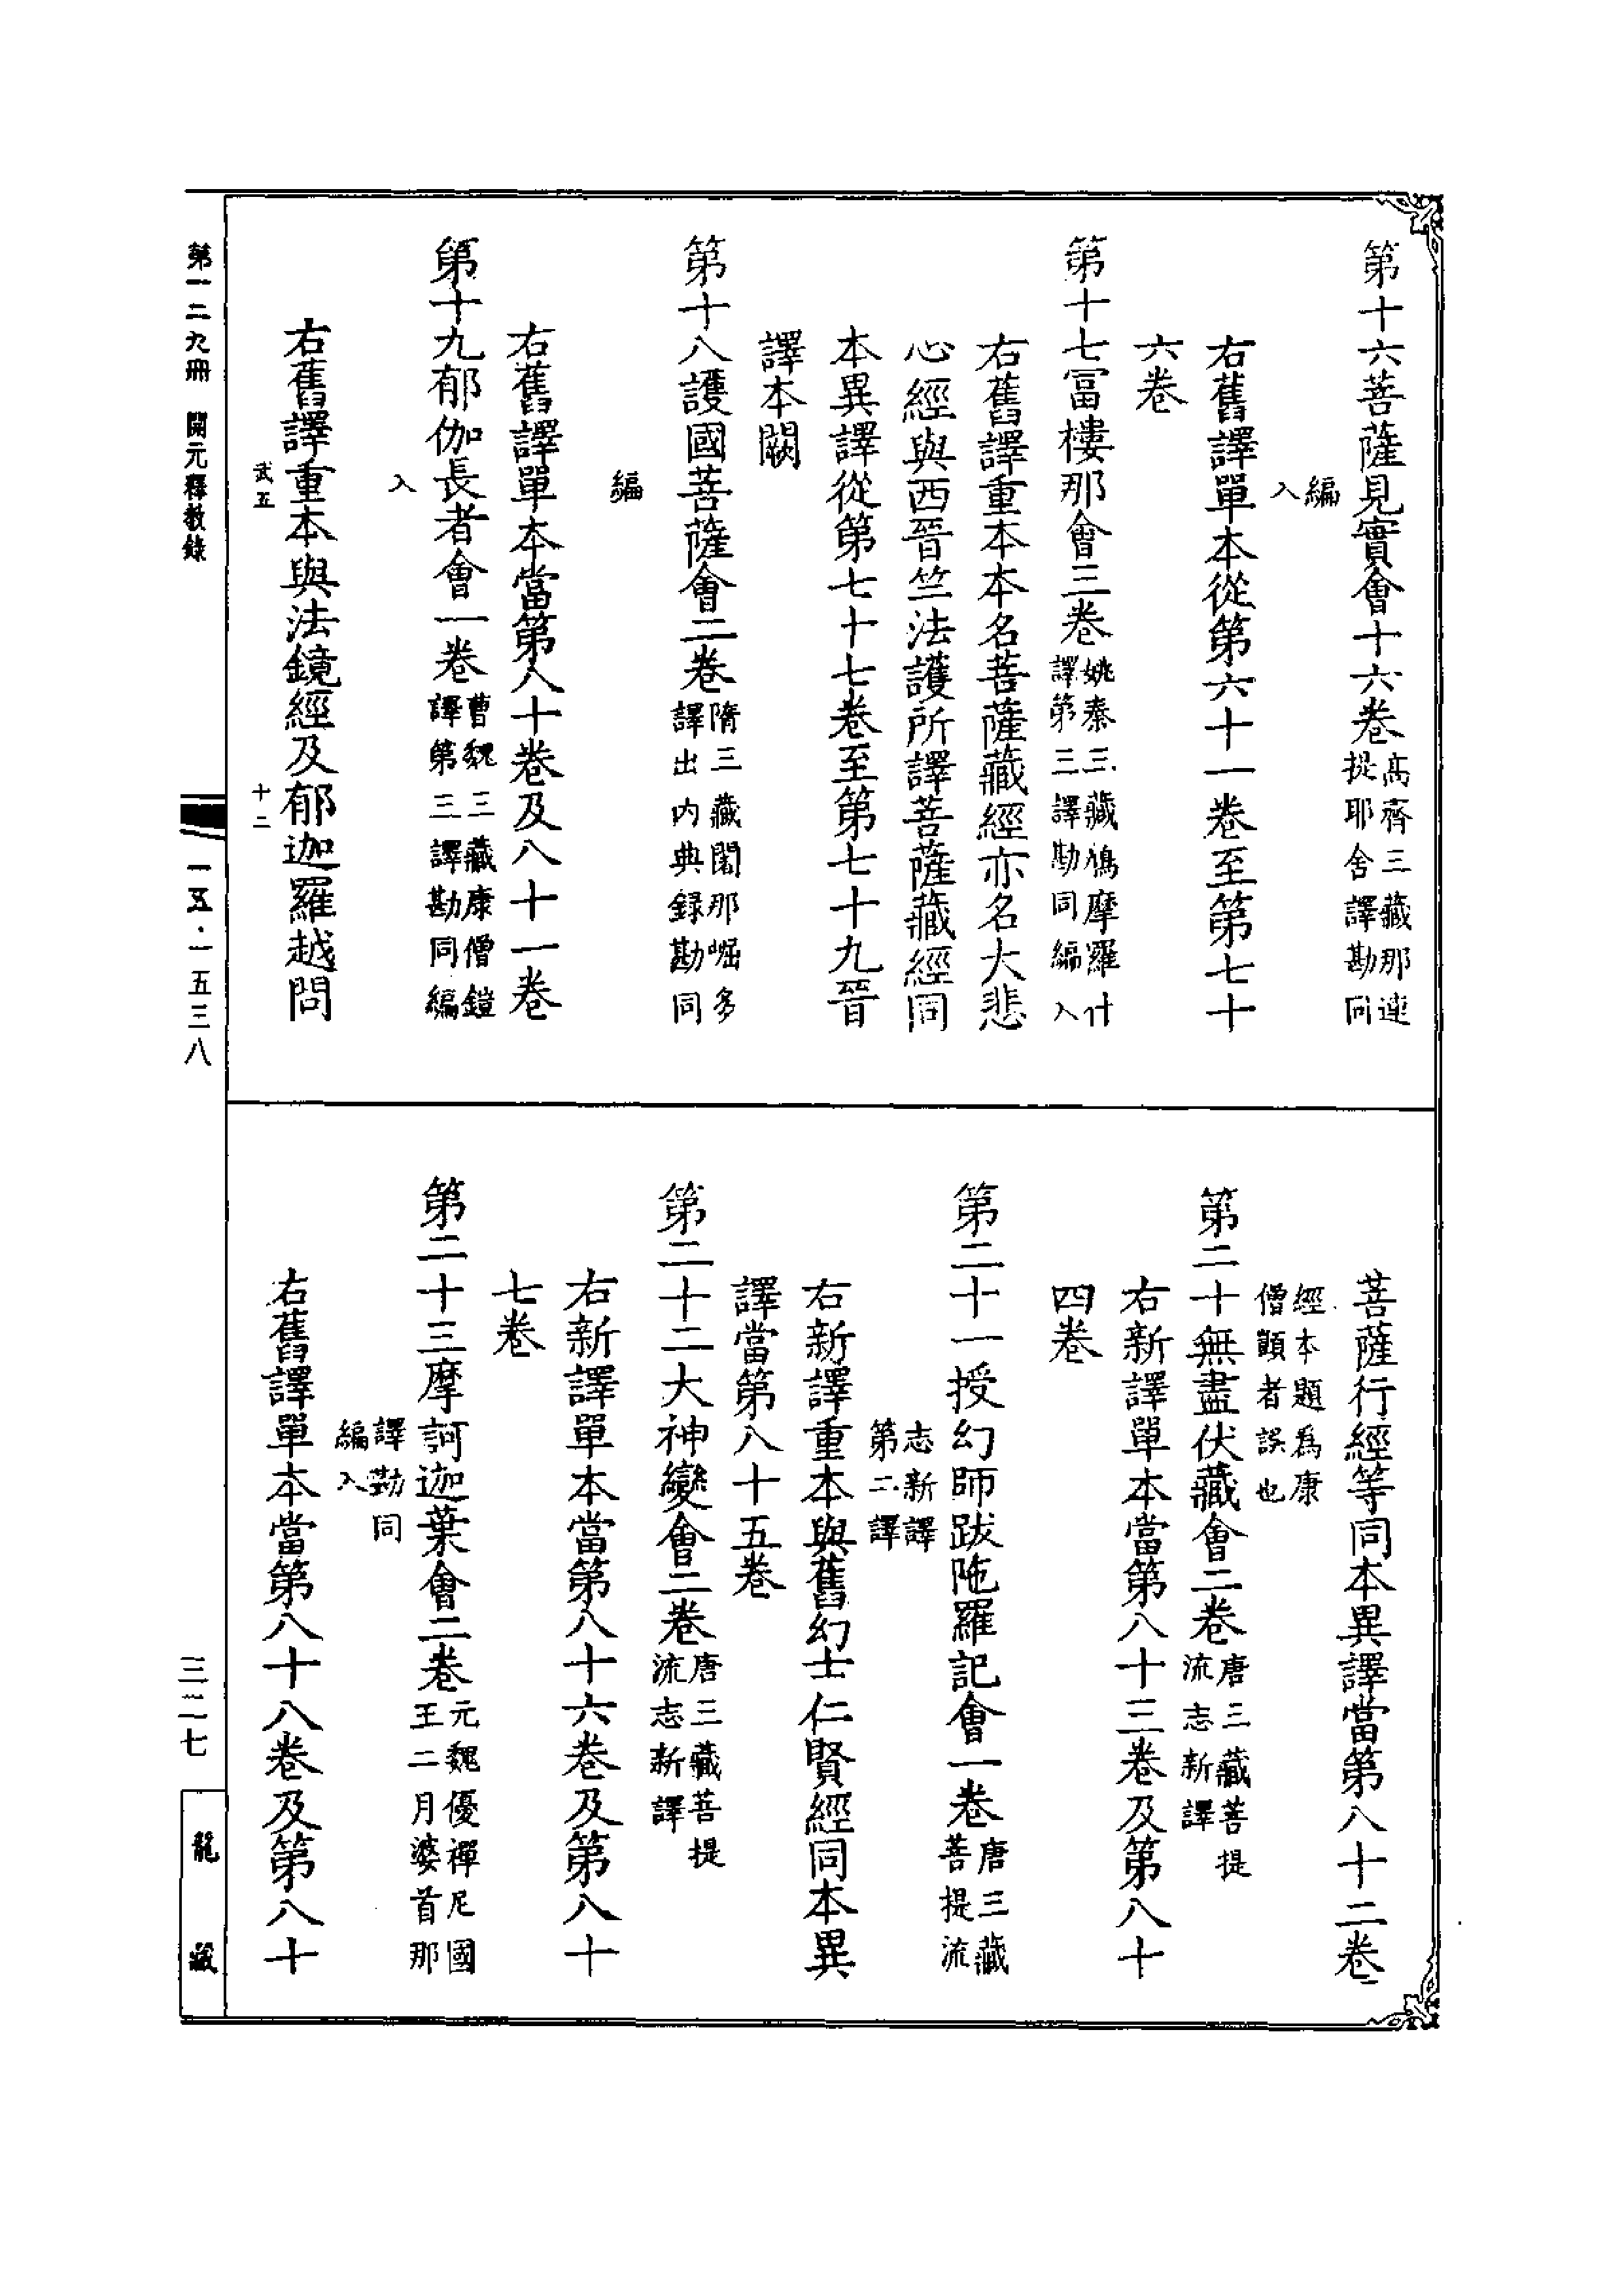 第十六菩薩見實會十六卷高齊三藏那連
提耶舍譯勘同
編
入
右舊譯單本從第六十一卷至第七十
六卷
第十七富樓那會三卷姚秦三藏鳩摩羅什
譯第三譯勘同編入
右舊譯重本本名菩薩藏經亦名大悲
心經與西晉竺法護所譯菩薩藏經同
本異譯從第七十七卷至第七十九晉
譯本闕
第十八護國菩薩會二卷隋三藏闍那崛多
譯出內典錄勘同
編
右舊譯單本當第八十卷及八十一卷
第十九郁伽長者會一卷曹魏三藏康僧鎧
譯第三譯勘同編
入
右舊譯重本與法鏡經及郁迦羅越問
武五
十二
菩薩行經等同本異譯當第八十二卷
經本題爲康
僧顗者誤也
第二十無盡伏藏會二卷唐三藏菩提
流志新譯
右新譯單本當第八十三卷及第八十
四卷
第二十一授幻師跋陁羅記會一卷唐三藏
菩提流
志新譯
第二譯
右新譯重本與舊幻士仁賢經同本異
譯當第八十五卷
第二十二大神變會二卷唐三藏菩提
流志新譯
右新譯單本當第八十六卷及第八十
七卷
第二十三摩訶迦葉會二卷元魏優禪尼國
王二月婆首那
譯勘同
編入
右舊譯單本當第八十八卷及第八十
第一二九冊　開元釋教錄
一五·一五三八
三二七
龍藏